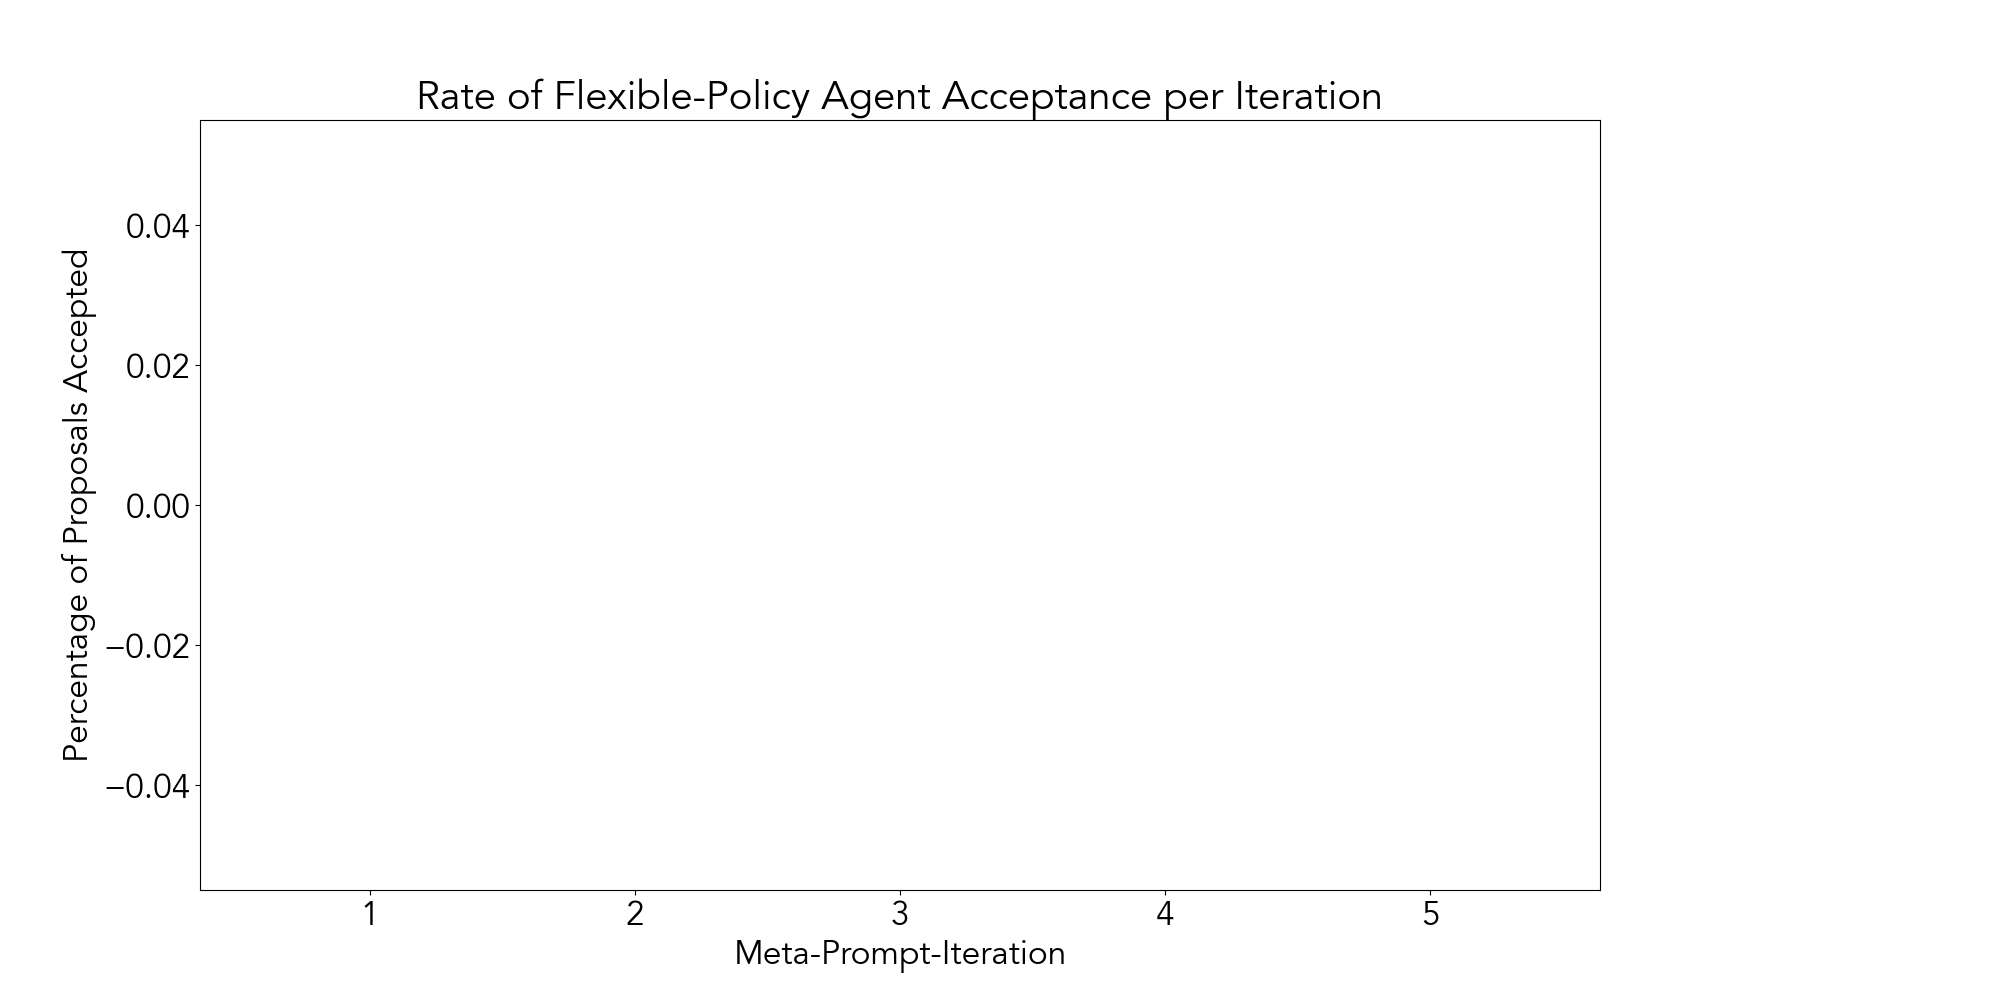 Rate of Flexible-Policy Agent Acceptance per Iteration
Percentage of Proposals Accepted
0.04
0.02
0.00
−0.02
−0.04
1 2 3 4 5
Meta-Prompt-Iteration